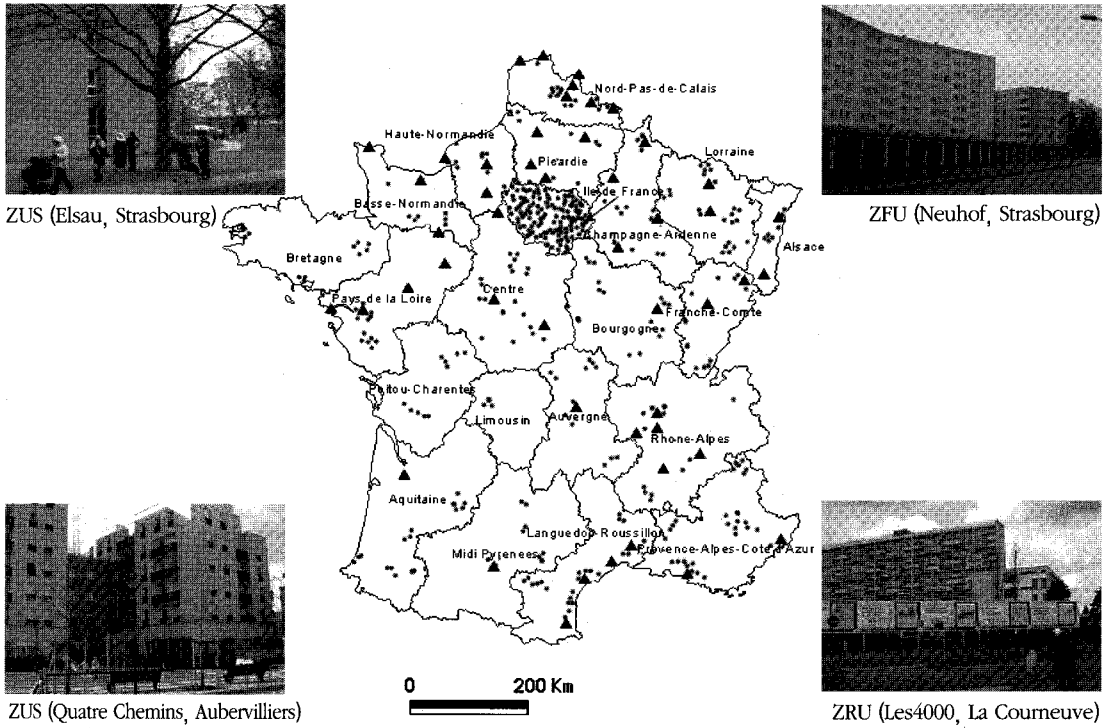 Nord-Pas-de-Calais
Haute-Normandie
Picardie
Lorraine
Ile de France
ZUS (Elsau, Strasbourg)
ZFU (Neuhof, Strasbourg)
Basse-Normandie
Champagne-Ardenne
Alsace
Bretagne
Pays de la Loire
Centre
Franche-Comte
Bourgogne
Poitou-Charentes
Limousin
Auvergne
Rhone-Alpes
Aquitaine
Languedoc-Roussillon
Midi Pyrenees
Provence-Alpes-Cote d'Azur
0 200 Km
ZUS (Quatre Chemins, Aubervilliers)
ZRU (Les4000, La Courneuve)